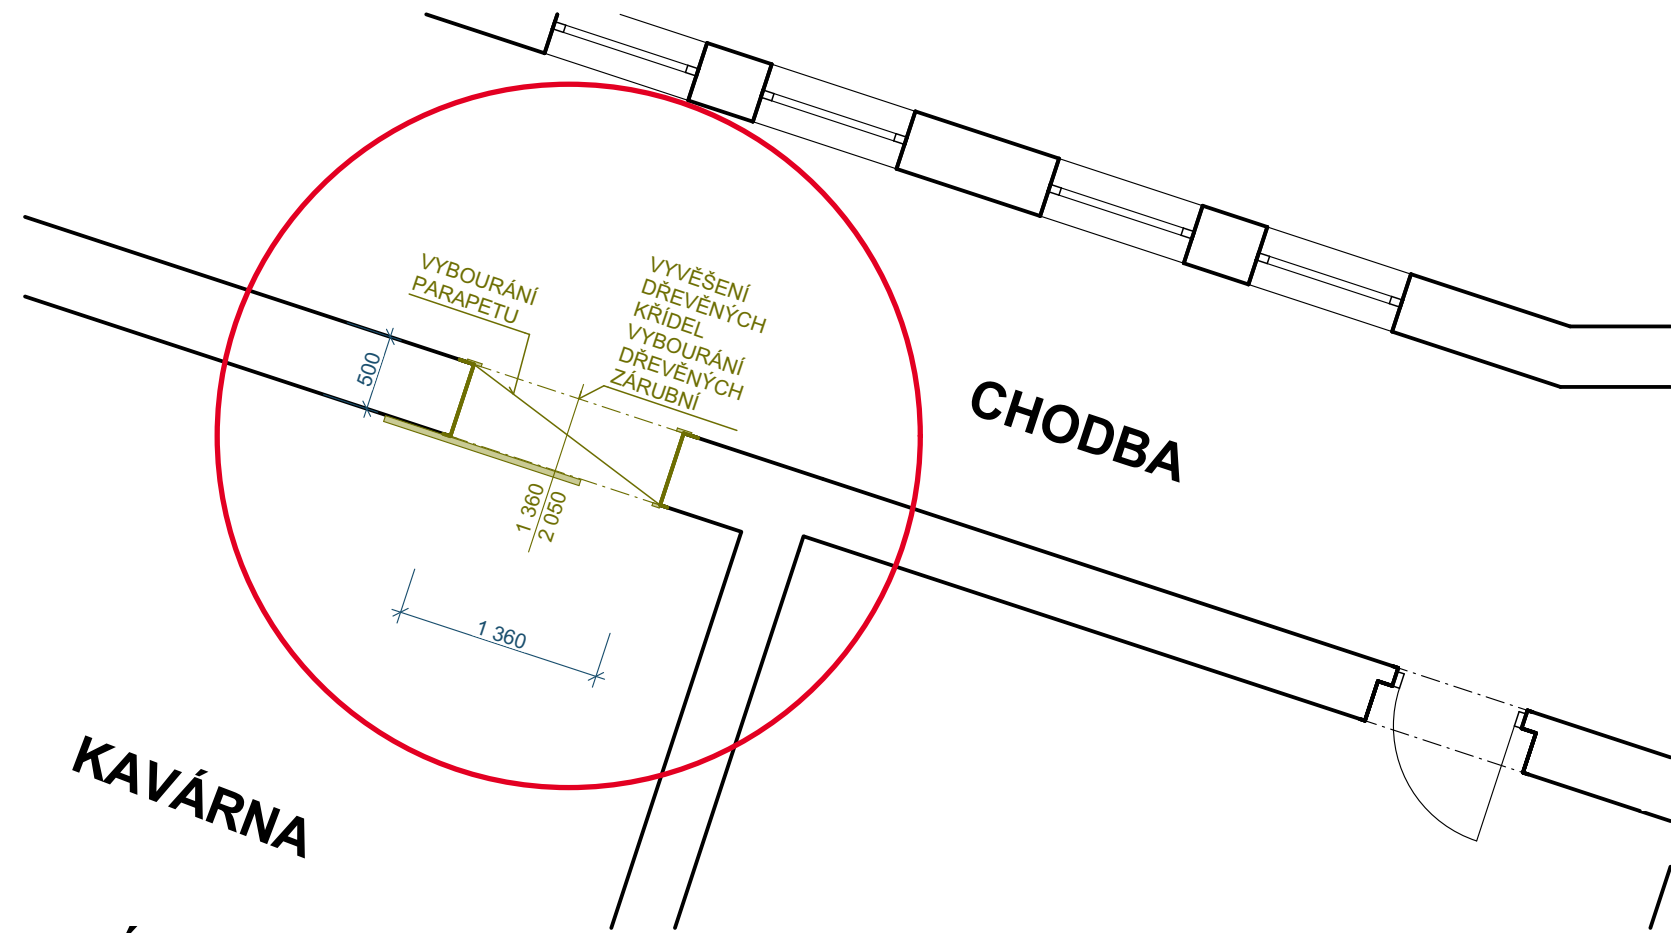 VYBOURÁNÍ
PARAPETU
VYVĚŠENÍ
DŘEVĚNÝCH
KŘÍDEL
VYBOURÁNÍ
DŘEVĚNÝCH
ZÁRUBNÍ
500
CHODBA
1 360
2 050
1 360
KAVÁRNA